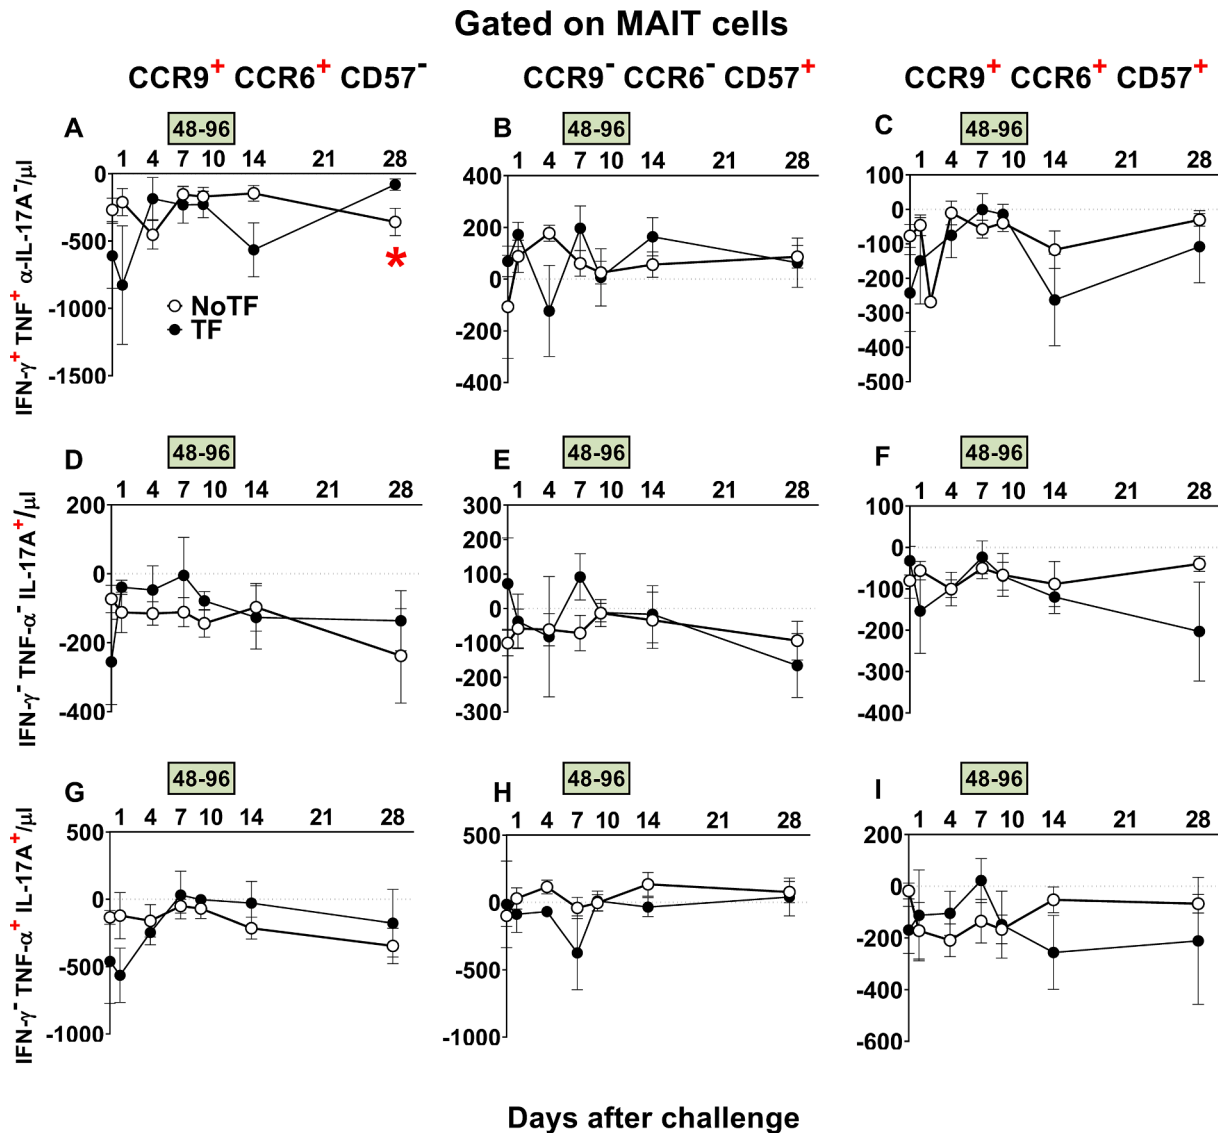 Gated on MAIT cells
CCR9+ CCR6+ CD57-
CCR9- CCR6- CD57+
CCR9+ CCR6+ CD57+
A
48-96
1 4 7 10 14 21 28
0
-500
-1000
-1500
IFN-γ+ TNF+ α-IL-17A-/μl
NoTF
TF
*
B
48-96
1 4 7 10 14 21 28
400
200
0
-200
-400
C
48-96
1 4 7 10 14 21 28
100
0
-100
-200
-300
-400
-500
D
48-96
1 4 7 10 14 21 28
200
0
-200
-400
IFN-γ- TNF-α- IL-17A+/μl
E
48-96
1 4 7 10 14 21 28
300
200
100
0
-100
-200
-300
F
48-96
1 4 7 10 14 21 28
100
0
-100
-200
-300
-400
G
48-96
1 4 7 10 14 21 28
500
0
-500
-1000
IFN-γ- TNF-α+ IL-17A+/μl
H
48-96
1 4 7 10 14 21 28
500
0
-500
-1000
I
48-96
1 4 7 10 14 21 28
200
0
-200
-400
-600
Days after challenge